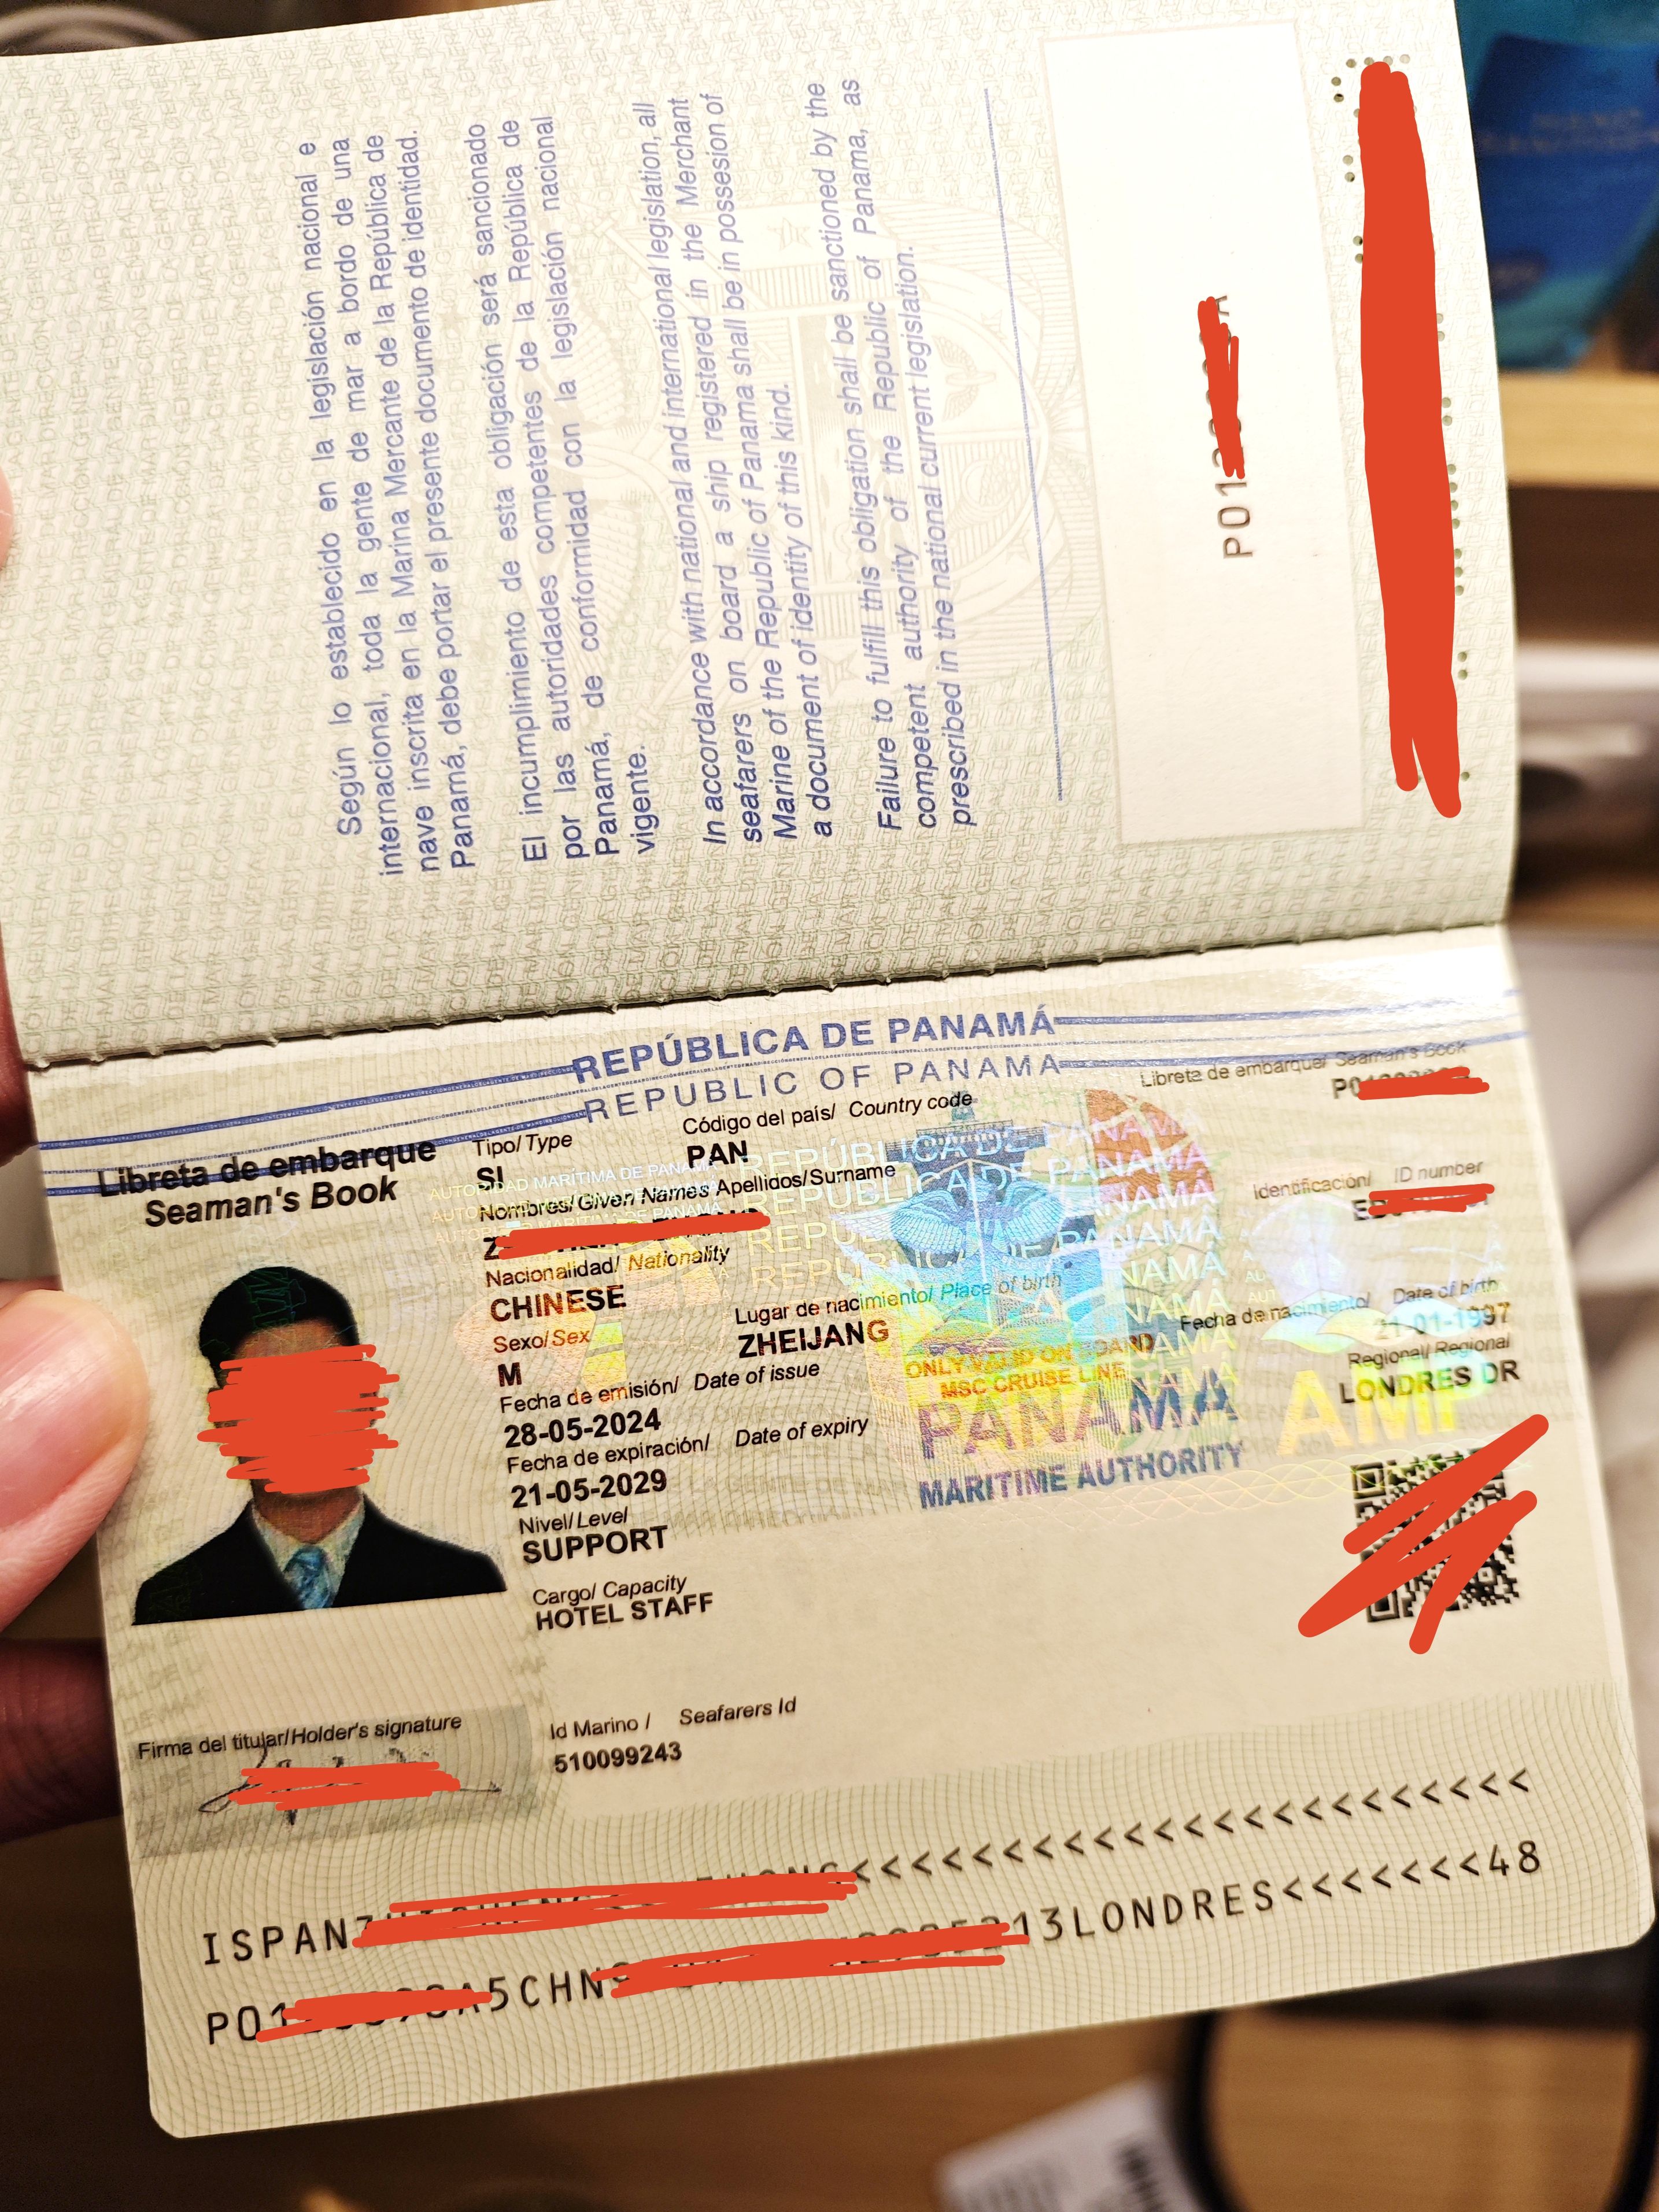 Según lo establecido en la legislación nacional e
internacional, toda la gente de mar a bordo de una
nave inscrita en la Marina Mercante de la República de
Panamá, debe portar el presente documento de identidad.
El incumplimiento de esta obligación será sancionado
por las autoridades competentes de la República de
Panamá, de conformidad con la legislación nacional
vigente.
In accordance with national and international legislation, all
seafarers on board a ship registered in the Merchant
Marine of the Republic of Panama shall be in possesion of
a document of identity of this kind.
Failure to fulfill this obligation shall be sanctioned by the
competent authority of the Republic of Panama, as
prescribed in the national current legislation.
REPÚBLICA DE PANAMÁ
REPUBLIC OF PANAMA
Libreta de embarque/ Seaman's Book
Libreta de embarque
Seaman's Book
Tipo/Type
SI
Código del país/ Country code
PAN
Nombres/Given Names Apellidos/Surname
Identificación/ ID number
Nacionalidad/ Nationality
CHINESE
Sexo/Sex
M
Lugar de nacimiento/ Place of birth
ZHEIJANG
Fecha de nacimiento/ Date of birth
21-01-1997
Regional/ Regional
LONDRES DR
Fecha de emisión/ Date of issue
28-05-2024
Fecha de expiración/ Date of expiry
21-05-2029
Nivel/Level
SUPPORT
Cargo/ Capacity
HOTEL STAFF
ONLY VALID ON BOARD
MSC CRUISE LINE
PANAMA
MARITIME AUTHORITY
AMP
Firma del titular/Holder's signature
Id Marino / Seafarers Id
510099243
ISPAN <<<<<<<<<<<<<<<<<<<<<<<
5CHN 13LONDRES<<<<<<<48